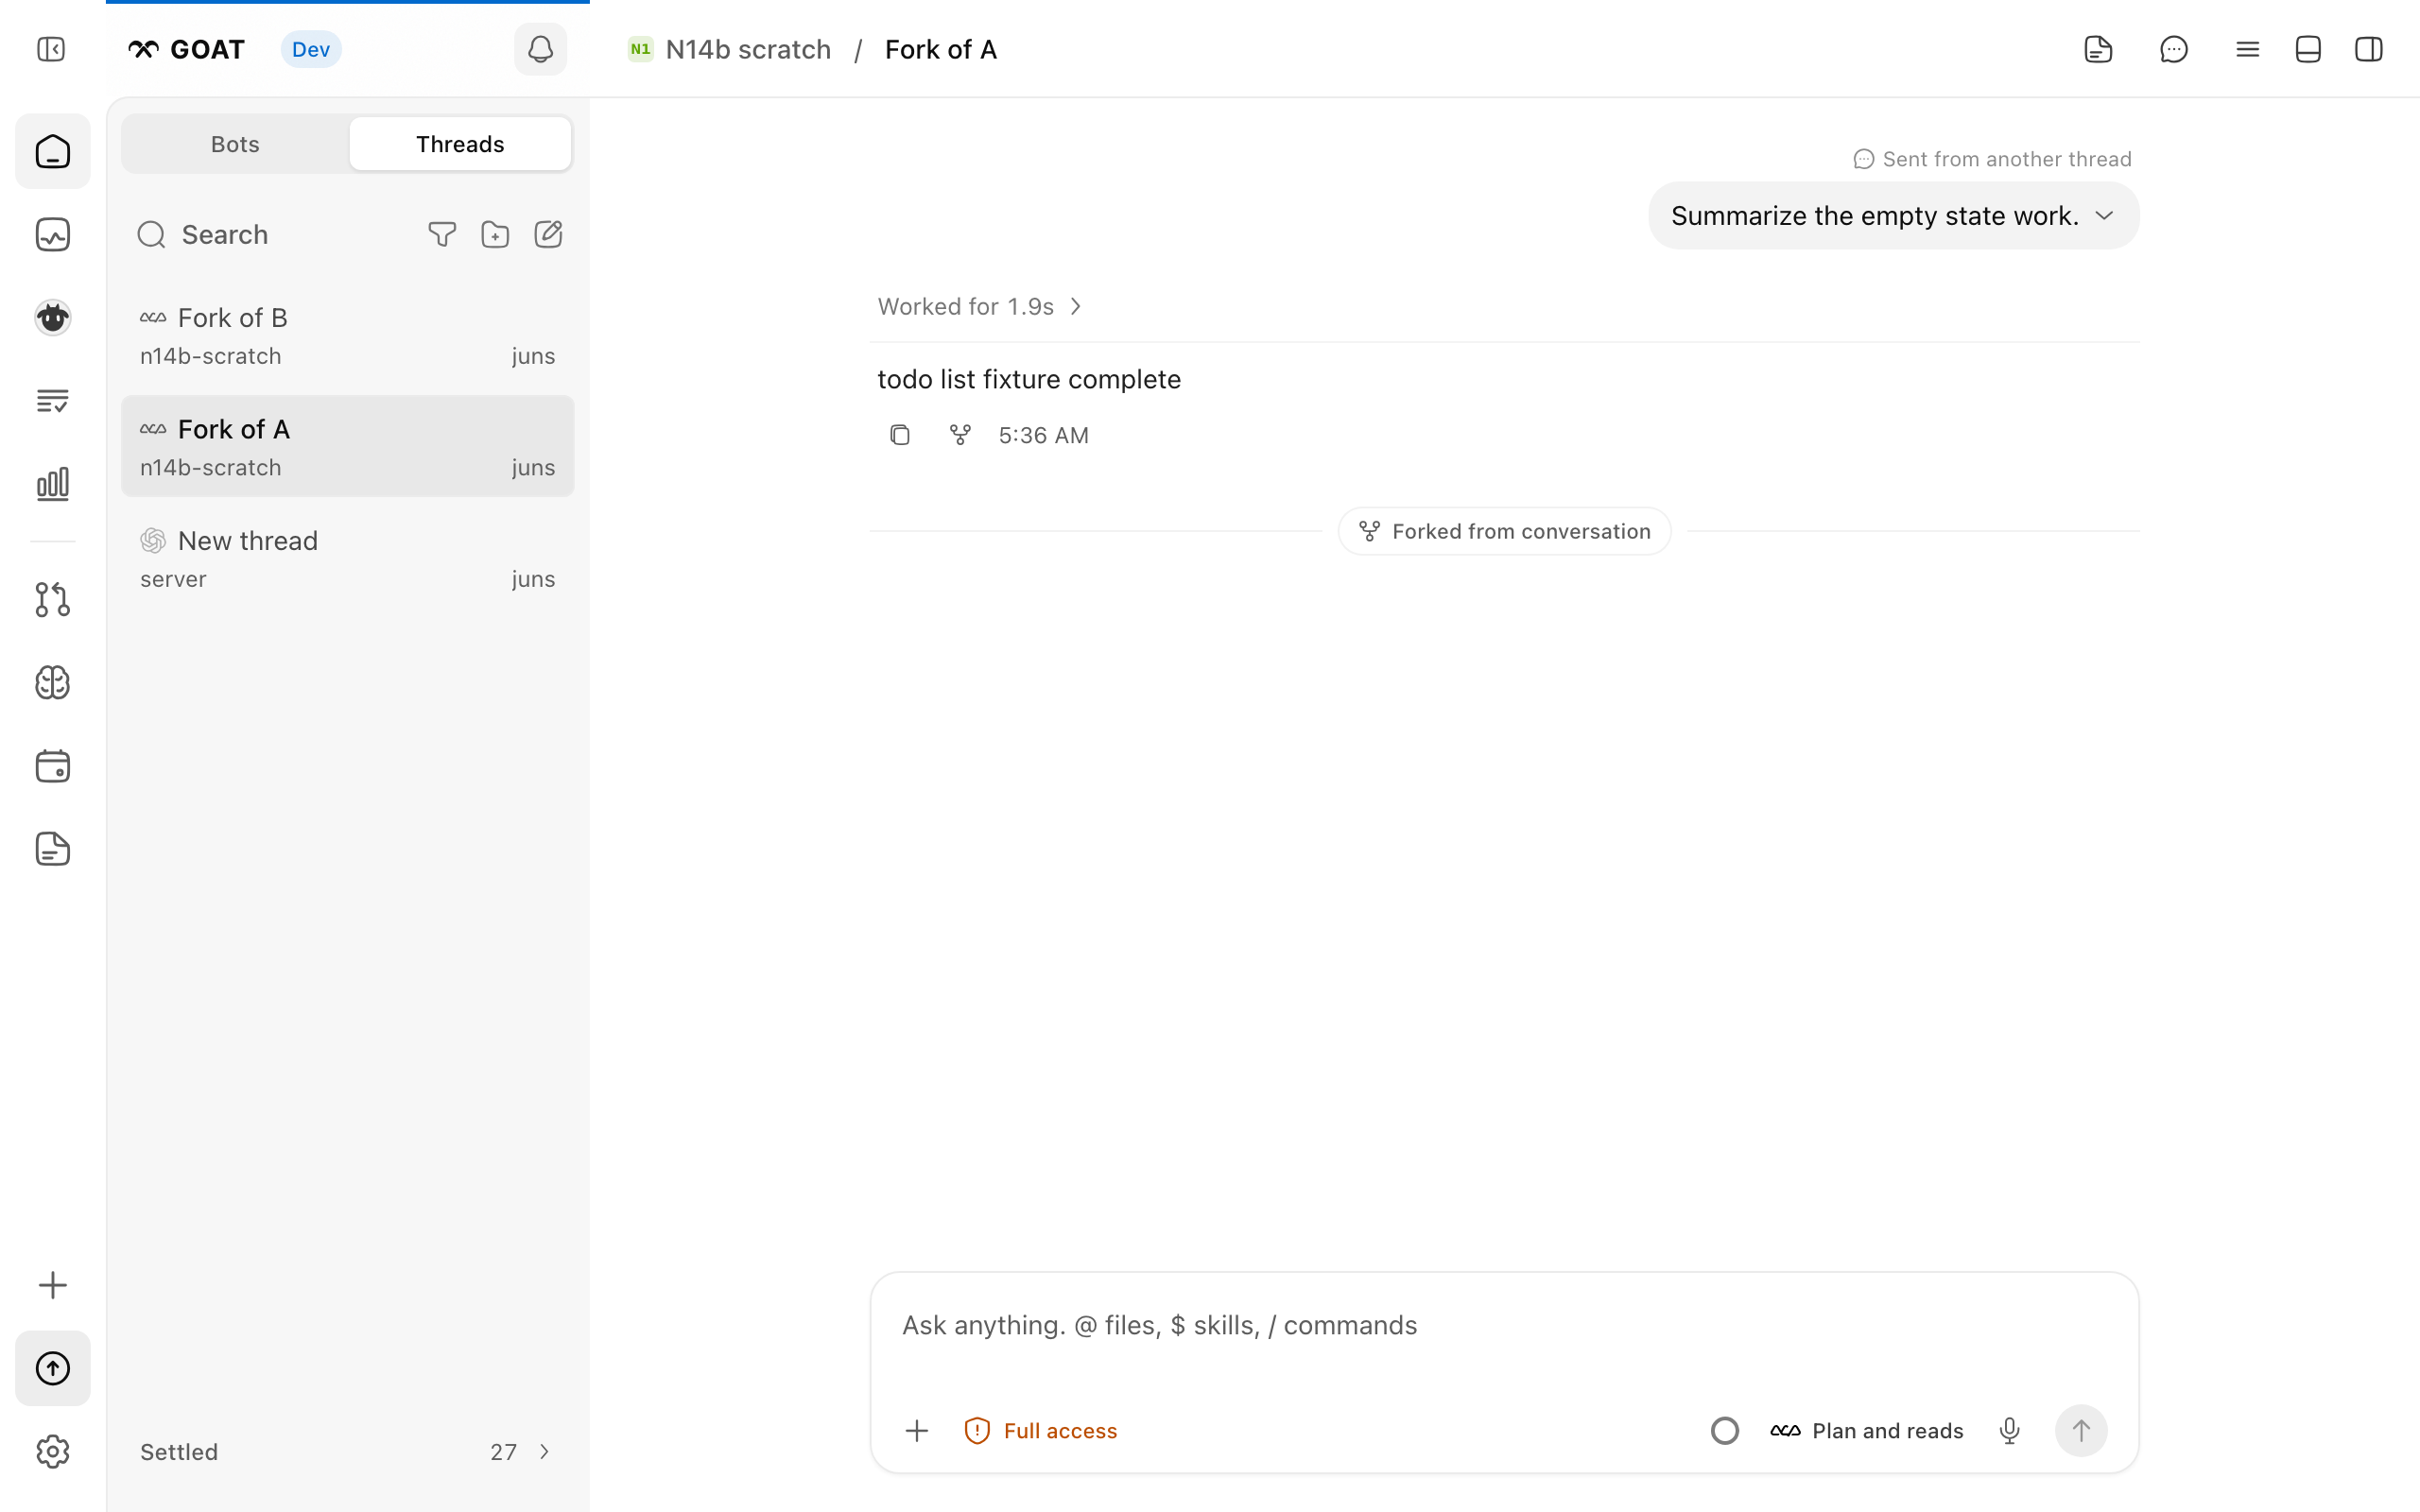 GOAT
Dev
N1 N14b scratch / Fork of A
Bots
Threads
Search
Fork of B
n14b-scratch juns
Fork of A
n14b-scratch juns
New thread
server juns
Settled 27
Sent from another thread
Summarize the empty state work.
Worked for 1.9s
todo list fixture complete
5:36 AM
Forked from conversation
Ask anything. @ files, $ skills, / commands
Full access
Plan and reads